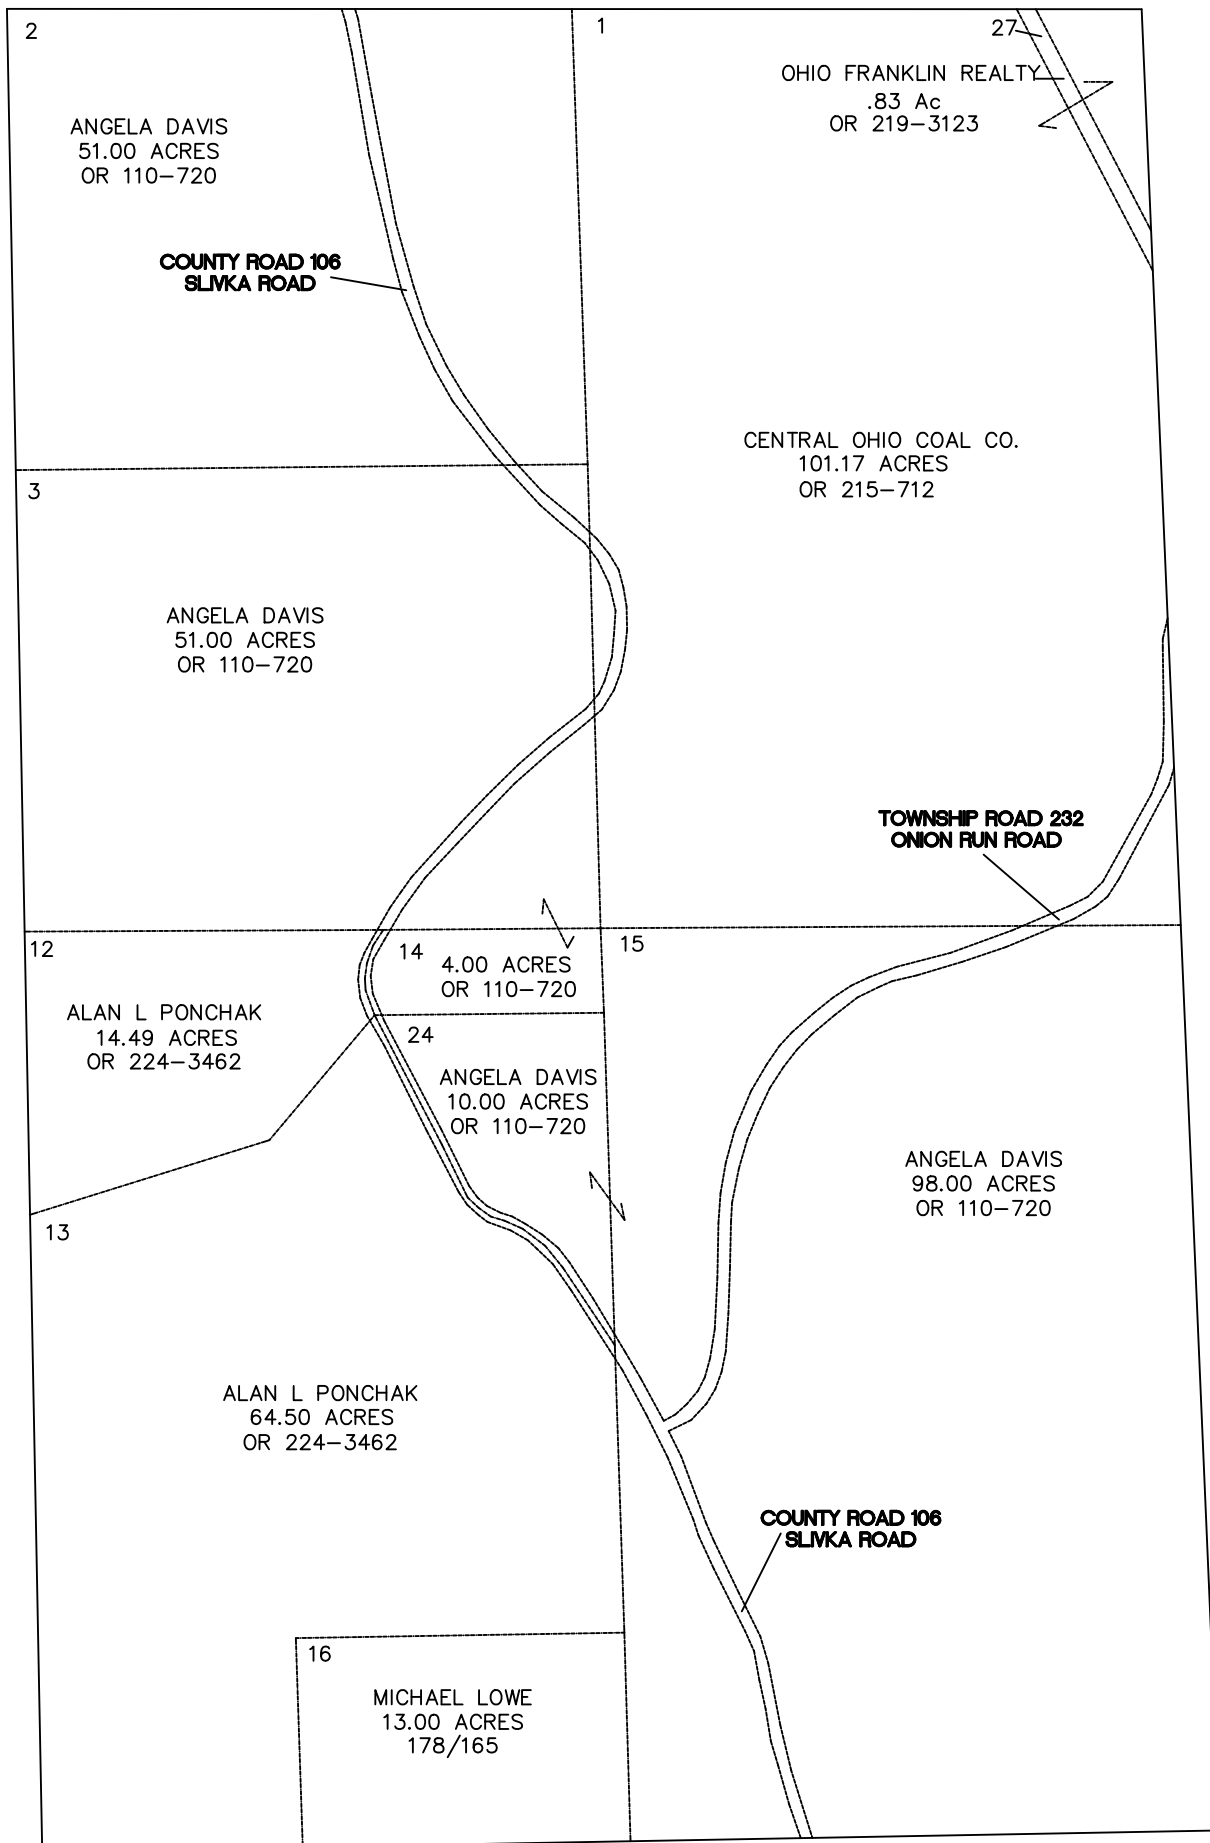 2
1
27
OHIO FRANKLIN REALTY
.83 Ac
OR 219-3123
ANGELA DAVIS
51.00 ACRES
OR 110-720
COUNTY ROAD 106
SLIVKA ROAD
CENTRAL OHIO COAL CO.
101.17 ACRES
OR 215-712
3
ANGELA DAVIS
51.00 ACRES
OR 110-720
TOWNSHIP ROAD 232
ONION RUN ROAD
12
14
15
4.00 ACRES
OR 110-720
ALAN L PONCHAK
14.49 ACRES
OR 224-3462
24
ANGELA DAVIS
10.00 ACRES
OR 110-720
ANGELA DAVIS
98.00 ACRES
OR 110-720
13
ALAN L PONCHAK
64.50 ACRES
OR 224-3462
COUNTY ROAD 106
SLIVKA ROAD
16
MICHAEL LOWE
13.00 ACRES
178/165